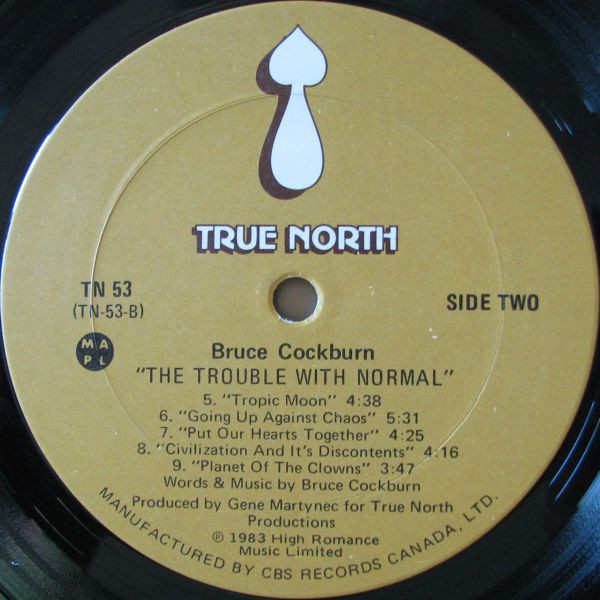 TRUE NORTH
TN 53
(TN-53-B)
SIDE TWO
M A
P L
Bruce Cockburn
"THE TROUBLE WITH NORMAL"
5. "Tropic Moon" 4:38
6. "Going Up Against Chaos" 5:31
7. "Put Our Hearts Together" 4:25
8. "Civilization And It's Discontents" 4:16
9. "Planet Of The Clowns" 3:47
Words & Music by Bruce Cockburn
Produced by Gene Martynec for True North
Productions
℗ 1983 High Romance
Music Limited
MANUFACTURED BY CBS RECORDS CANADA, LTD.